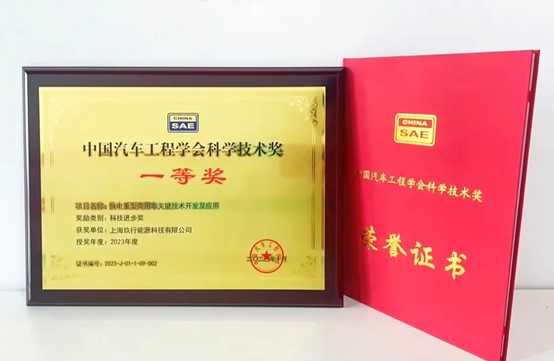 CHINA
SAE
中国汽车工程学会科学技术奖
一等奖
项目名称：换电重型商用车关键技术开发及应用
奖励类别：科技进步奖
获奖单位：上海玖行能源科技有限公司
授奖年度：2023年度
证书编号：2023-J-01-1-09-D02
CHINA
SAE
中国汽车工程学会科学技术奖
荣誉证书